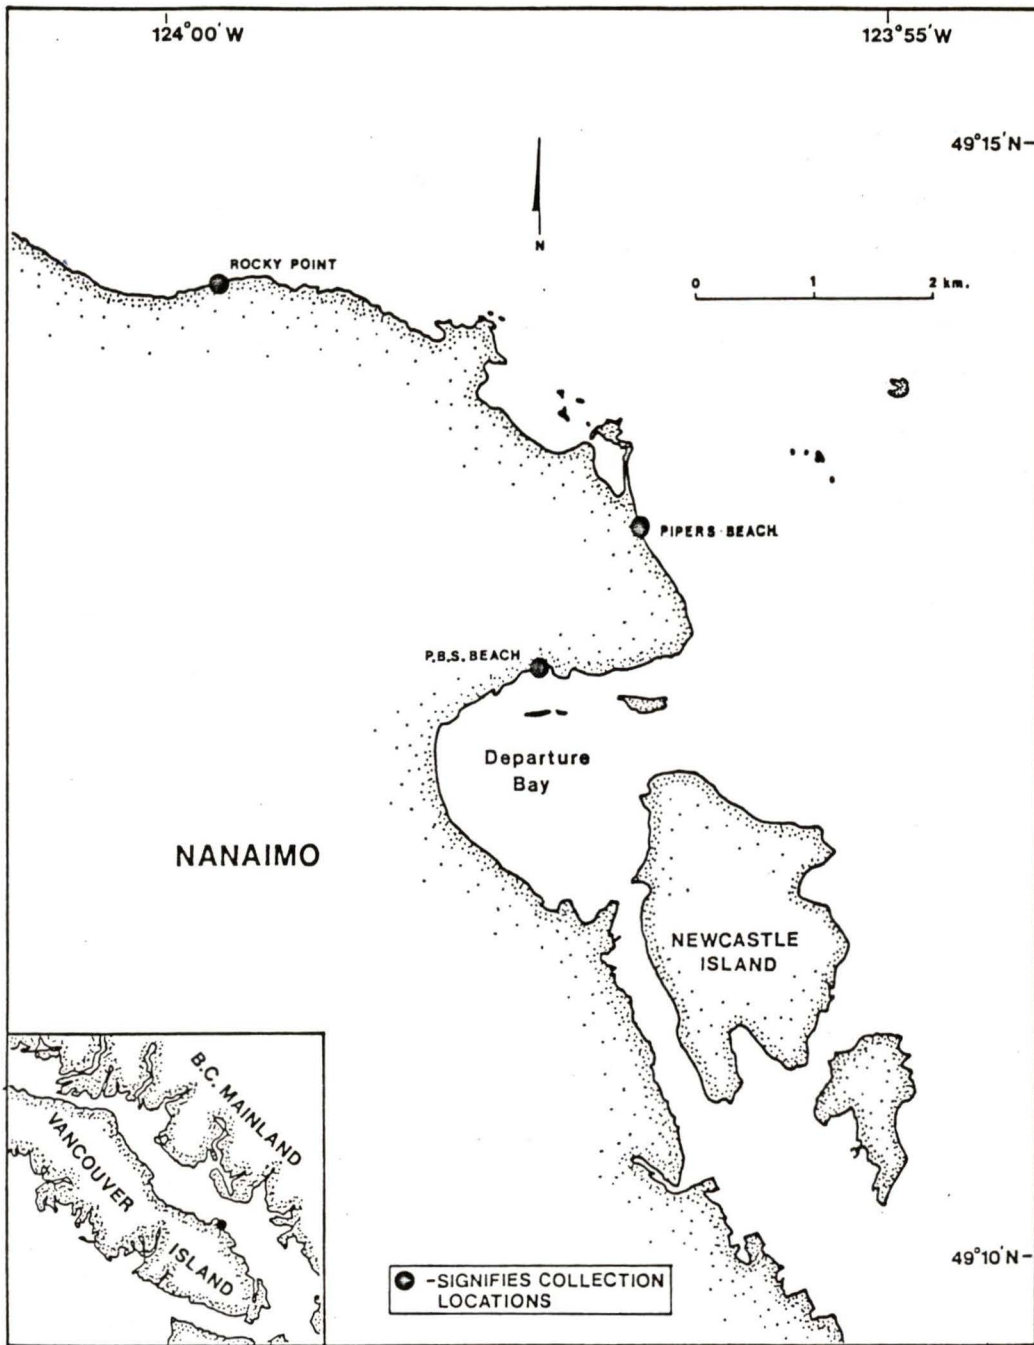 124°00'W
123°55'W
49°15'N
N
ROCKY POINT
0 1 2 km.
PIPERS BEACH
P.B.S. BEACH
Departure
Bay
NANAIMO
NEWCASTLE
ISLAND
B.C. MAINLAND
VANCOUVER
ISLAND
49°10'N
-SIGNIFIES COLLECTION
LOCATIONS